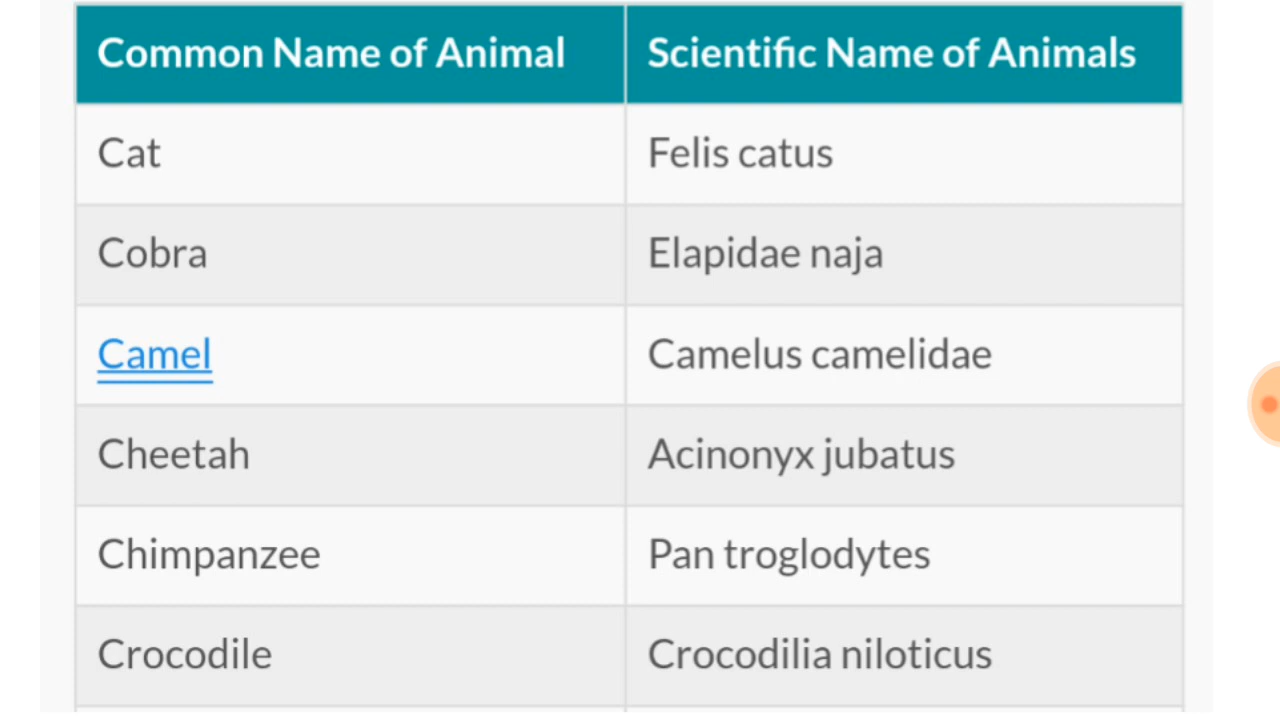 Common Name of Animal Scientific Name of Animals
Cat Felis catus
Cobra Elapidae naja
Camel Camelus camelidae
Cheetah Acinonyx jubatus
Chimpanzee Pan troglodytes
Crocodile Crocodilia niloticus